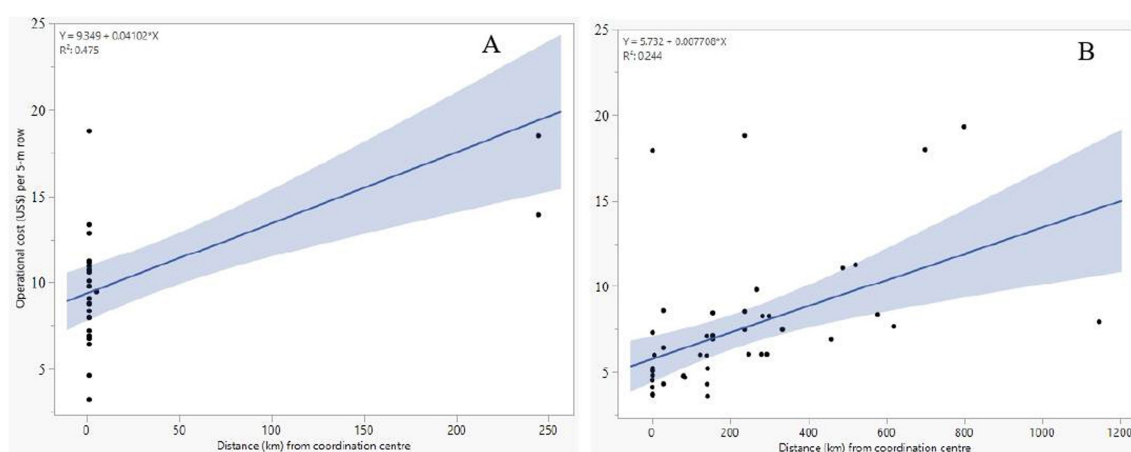 Y = 9.349 + 0.04102*X
R²: 0.475
A
25
20
15
10
5
Operational cost (US$) per 5-m row
0
50
100
150
200
250
Distance (km) from coordination centre
Y = 5.732 + 0.007708*X
R²: 0.244
B
25
20
15
10
5
0
200
400
600
800
1000
1200
Distance (km) from coordination centre